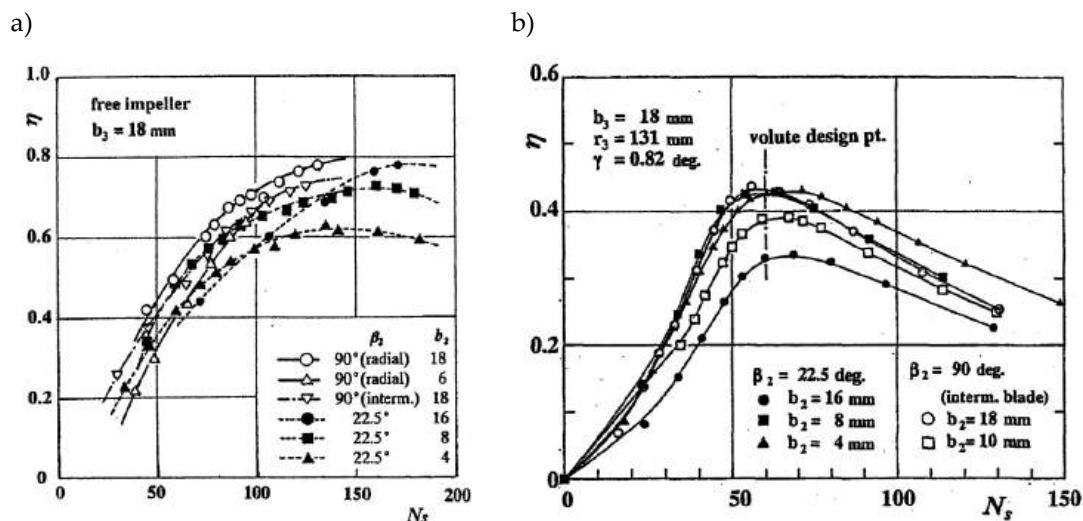 a)
b)
1.0
0.8
0.6
0.4
0.2
0
η
free impeller
b₃ = 18 mm
β₂ b₂
90°(radial) 18
90°(radial) 6
90°(interm.) 18
22.5° 16
22.5° 8
22.5° 4
0 50 100 150 200
Nₛ
0.6
0.4
0.2
0
η
b₃ = 18 mm
r₃ = 131 mm
γ = 0.82 deg.
volute design pt.
β₂ = 22.5 deg.
b₂ = 16 mm
b₂ = 8 mm
b₂ = 4 mm
β₂ = 90 deg.
(interm. blade)
b₂ = 18 mm
b₂ = 10 mm
0 50 100 150
Nₛ